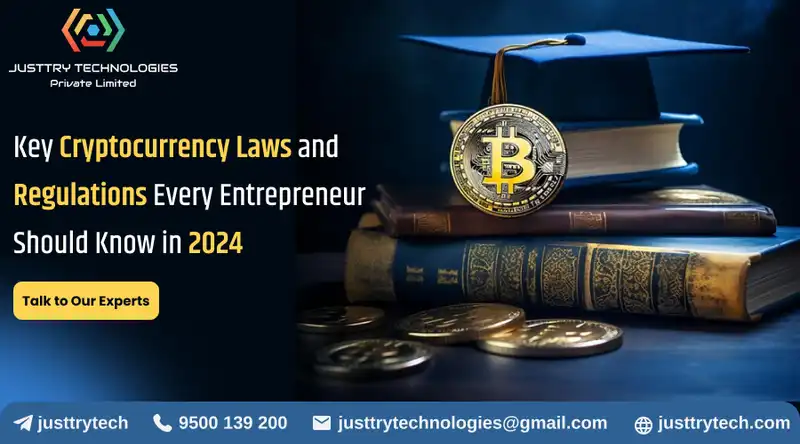 JUSTTRY TECHNOLOGIES
Private Limited
Key Cryptocurrency Laws and
Regulations Every Entrepreneur
Should Know in 2024
Talk to Our Experts
justtrytech
9500 139 200
justtrytechnologies@gmail.com
justtrytech.com